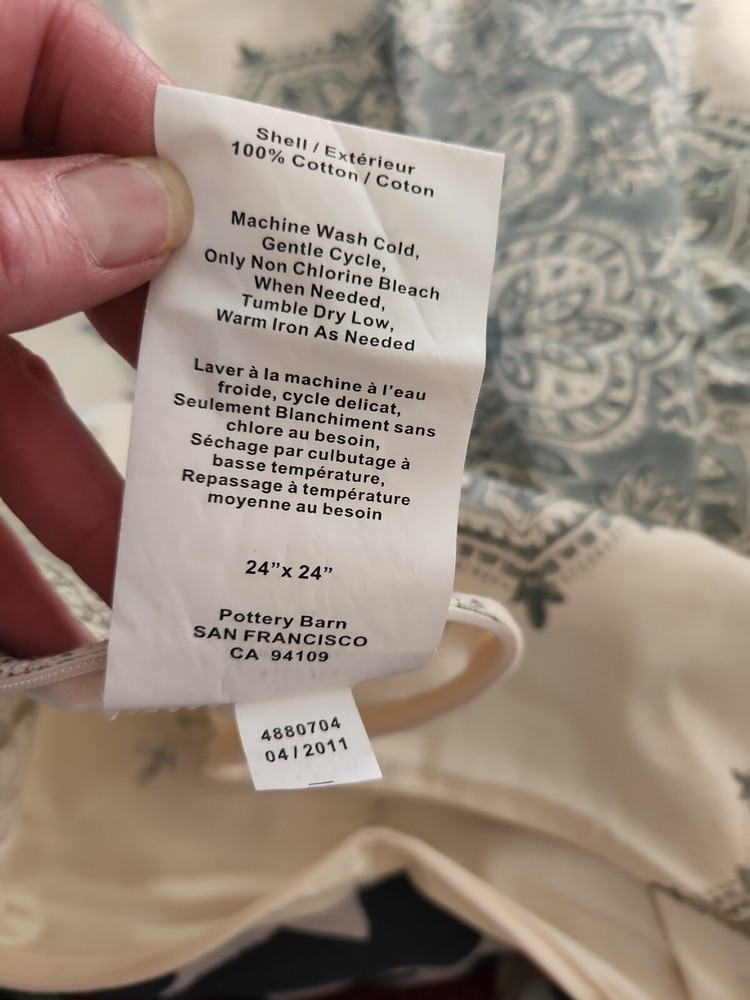 Shell / Extérieur
100% Cotton / Coton
Machine Wash Cold,
Gentle Cycle,
Only Non Chlorine Bleach
When Needed,
Tumble Dry Low,
Warm Iron As Needed
Laver à la machine à l'eau
froide, cycle delicat,
Seulement Blanchiment sans
chlore au besoin,
Séchage par culbutage à
basse température,
Repassage à température
moyenne au besoin
24”x 24”
Pottery Barn
SAN FRANCISCO
CA 94109
4880704
04/2011